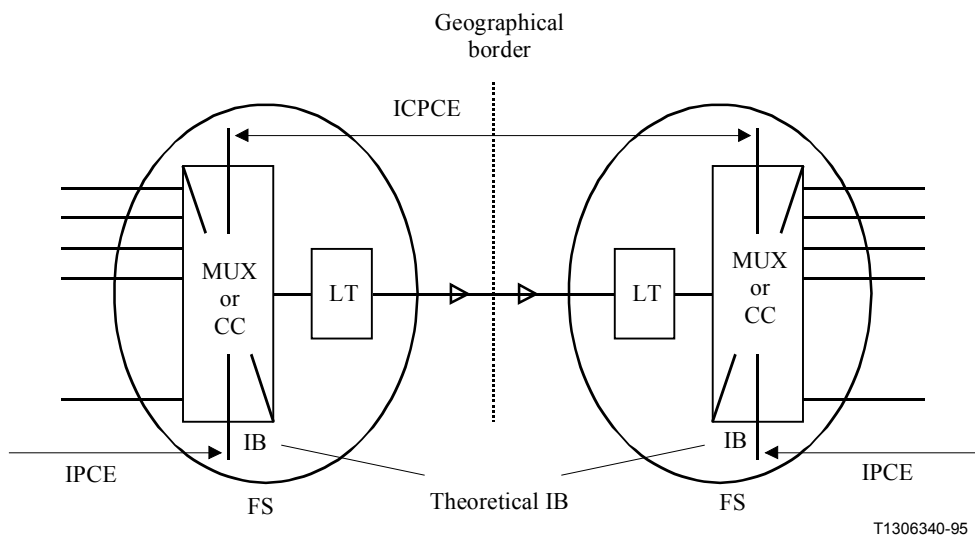 Geographical
border
ICPCE
MUX
or
CC
LT
LT
MUX
or
CC
IB
IB
IPCE
IPCE
Theoretical IB
FS
FS
T1306340-95